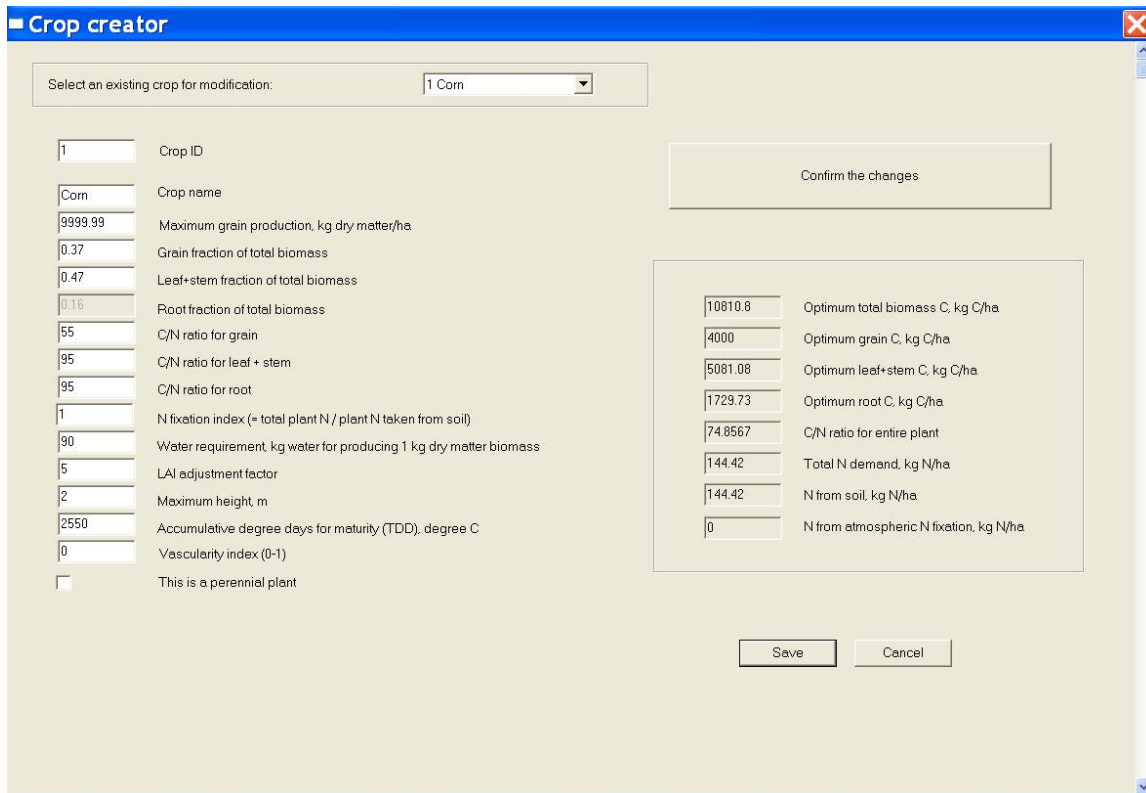 Crop creator
Select an existing crop for modification: 1 Corn
1 Crop ID
Corn Crop name
9999.99 Maximum grain production, kg dry matter/ha
0.37 Grain fraction of total biomass
0.47 Leaf+stem fraction of total biomass
0.16 Root fraction of total biomass
55 C/N ratio for grain
95 C/N ratio for leaf + stem
95 C/N ratio for root
1 N fixation index (= total plant N / plant N taken from soil)
90 Water requirement, kg water for producing 1 kg dry matter biomass
5 LAI adjustment factor
2 Maximum height, m
2550 Accumulative degree days for maturity (TDD), degree C
0 Vascularity index (0-1)
This is a perennial plant
Confirm the changes
10810.8 Optimum total biomass C, kg C/ha
4000 Optimum grain C, kg C/ha
5081.08 Optimum leaf+stem C, kg C/ha
1729.73 Optimum root C, kg C/ha
74.8567 C/N ratio for entire plant
144.42 Total N demand, kg N/ha
144.42 N from soil, kg N/ha
0 N from atmospheric N fixation, kg N/ha
Save Cancel